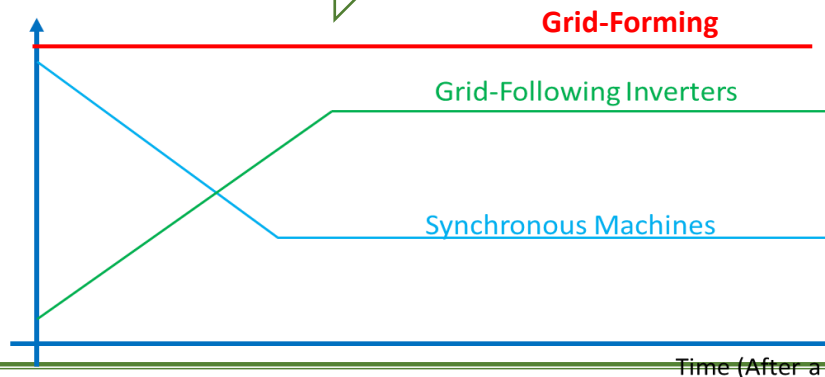 Grid-Forming
Grid-Following Inverters
Synchronous Machines
Time (After a